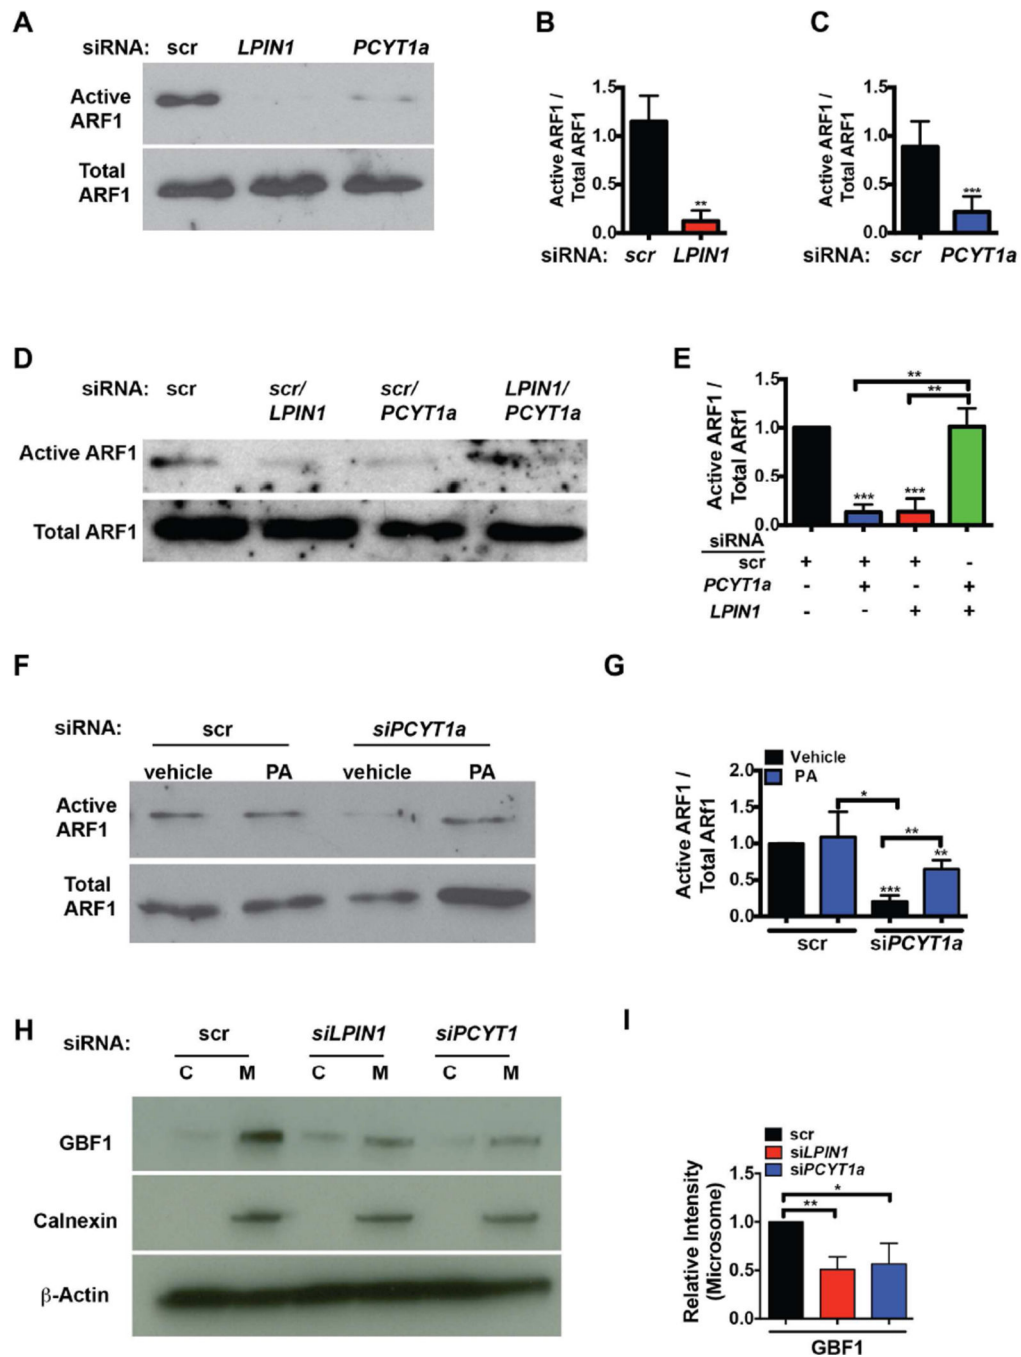 A
siRNA: scr LPIN1 PCYT1a
Active
ARF1
Total
ARF1
B
Active ARF1 /
Total ARF1
1.5
1.0
0.5
0.0
**
siRNA: scr LPIN1
C
Active ARF1 /
Total ARF1
1.5
1.0
0.5
0.0
***
siRNA: scr PCYT1a
D
siRNA: scr scr/ scr/ LPIN1/
LPIN1 PCYT1a PCYT1a
Active ARF1
Total ARF1
E
Active ARF1 /
Total ARf1
1.5
1.0
0.5
0.0
**
**
*** ***
siRNA
scr + + + -
PCYT1a - + - +
LPIN1 - - + +
F
siRNA: scr siPCYT1a
vehicle PA vehicle PA
Active
ARF1
Total
ARF1
G
Vehicle
PA
Active ARF1 /
Total ARf1
2.0
1.5
1.0
0.5
0.0
*
**
**
***
scr siPCYT1a
H
siRNA: scr siLPIN1 siPCYT1
C M C M C M
GBF1
Calnexin
β-Actin
I
scr
siLPIN1
siPCYT1a
Relative Intensity
(Microsome)
1.5
1.0
0.5
0.0
*
**
GBF1